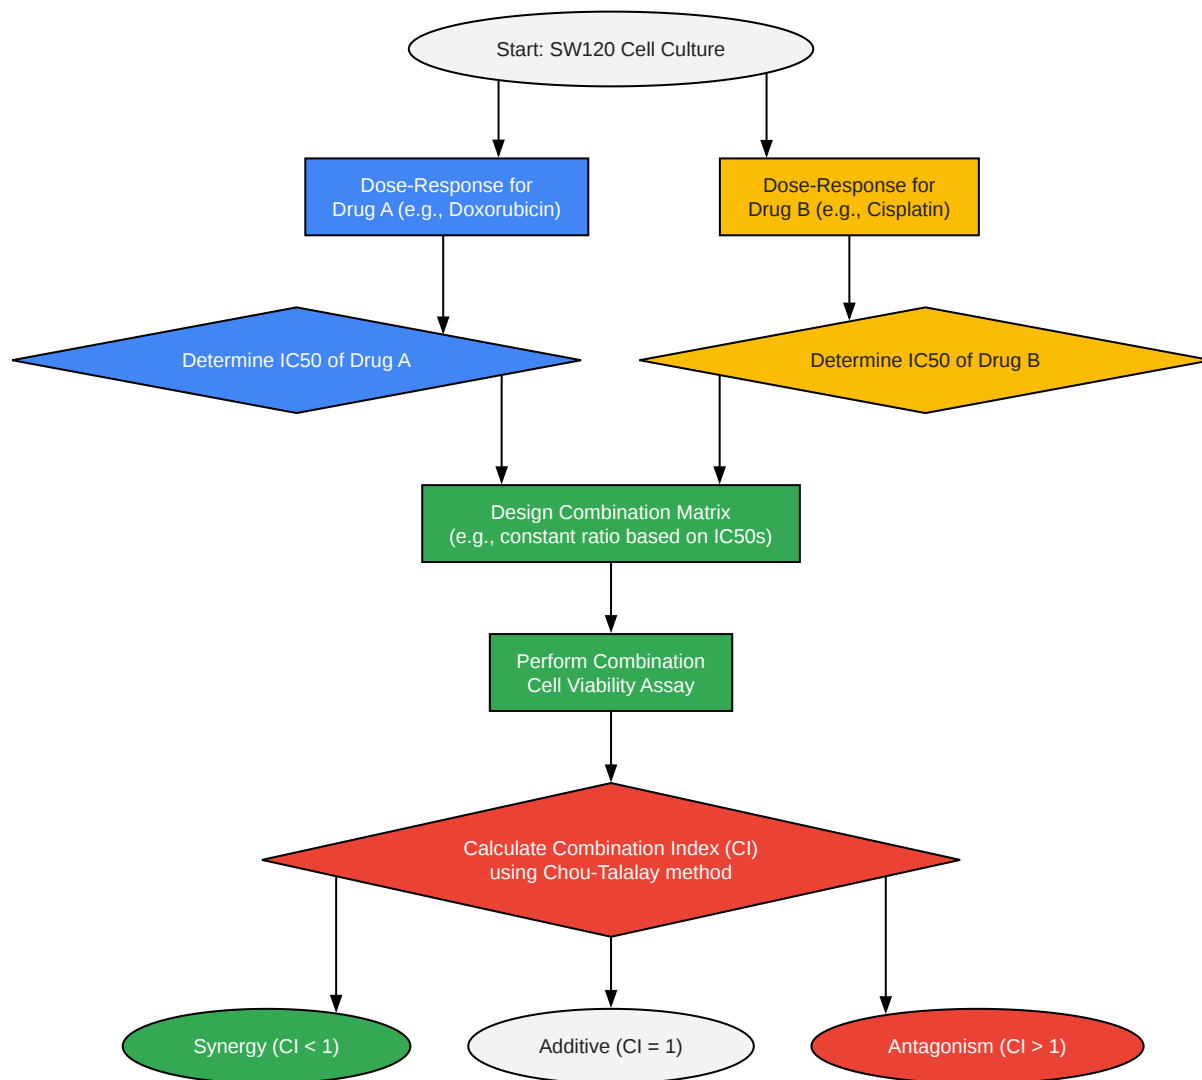 Start: SW120 Cell Culture
Dose-Response for
Drug A (e.g., Doxorubicin)
Dose-Response for
Drug B (e.g., Cisplatin)
Determine IC50 of Drug A
Determine IC50 of Drug B
Design Combination Matrix
(e.g., constant ratio based on IC50s)
Perform Combination
Cell Viability Assay
Calculate Combination Index (CI)
using Chou-Talalay method
Synergy (CI < 1)
Additive (CI = 1)
Antagonism (CI > 1)